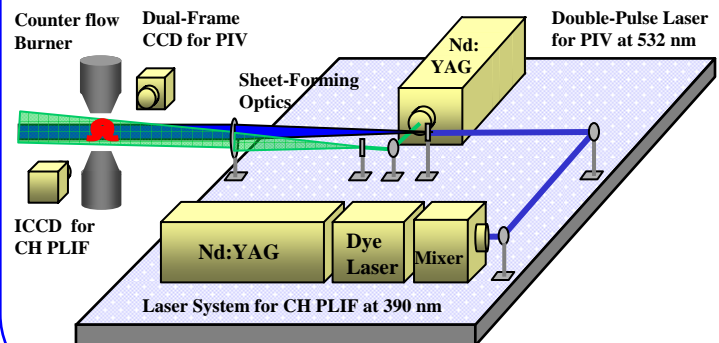 Counter flow
Burner
Dual-Frame
CCD for PIV
Double-Pulse Laser
for PIV at 532 nm
Nd:
YAG
Sheet-Forming
Optics
ICCD for
CH PLIF
Nd:YAG
Dye
Laser
Mixer
Laser System for CH PLIF at 390 nm